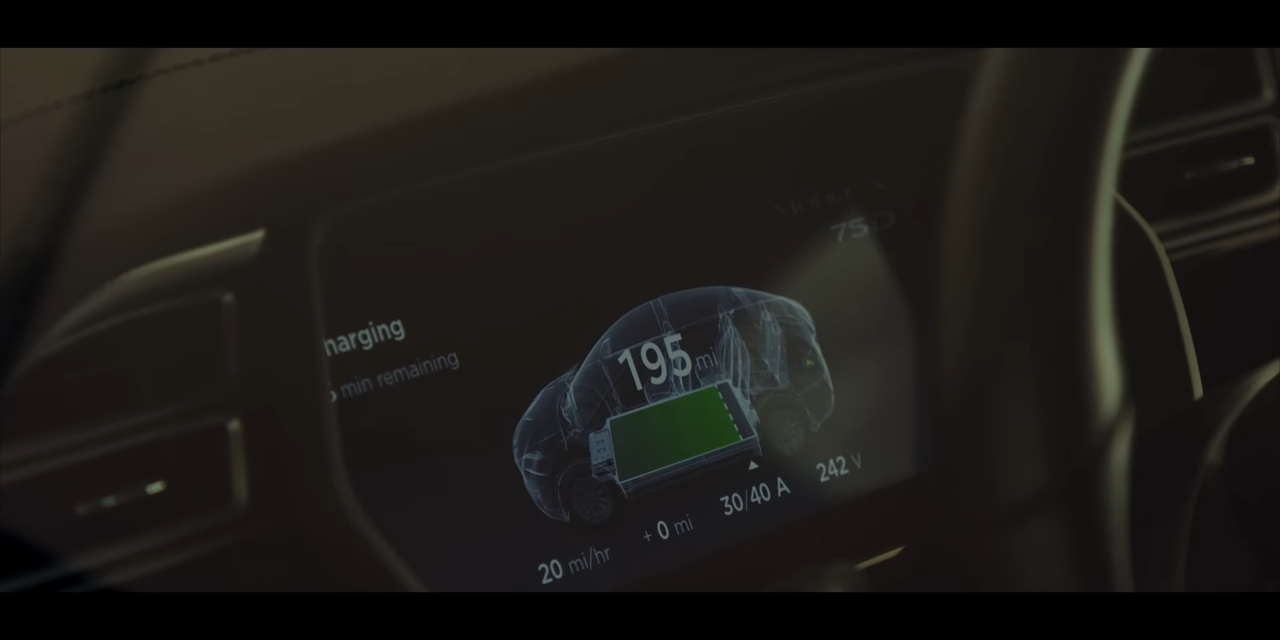 75D
harging
min remaining
195 mi
30/40 A
242 V
+ 0 mi
20 mi/hr